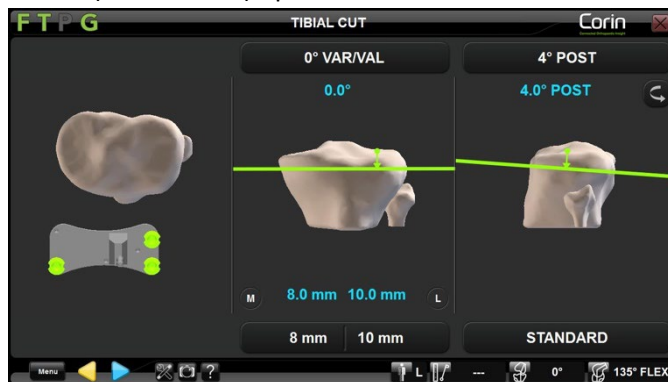 F T P G
TIBIAL CUT
Corin
0° VAR/VAL
4° POST
0.0°
4.0° POST
M
8.0 mm 10.0 mm
L
8 mm 10 mm
STANDARD
Menu
?
L
---
0°
135° FLEX